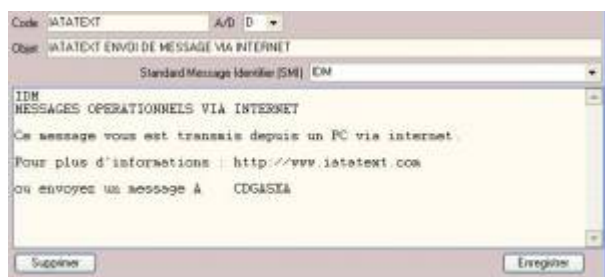 Code IATATEXT A/D D
Objet IATATEXT ENVOI DE MESSAGE VIA INTERNET
Standard Message Identifier (SMI) IDM
IDM
MESSAGES OPERATIONNELS VIA INTERNET
Ce message vous est transmis depuis un PC via internet.
Pour plus d'informations : http://www.iatatext.com
ou envoyez un message A CDGASXA
Supprimer Enregistrer